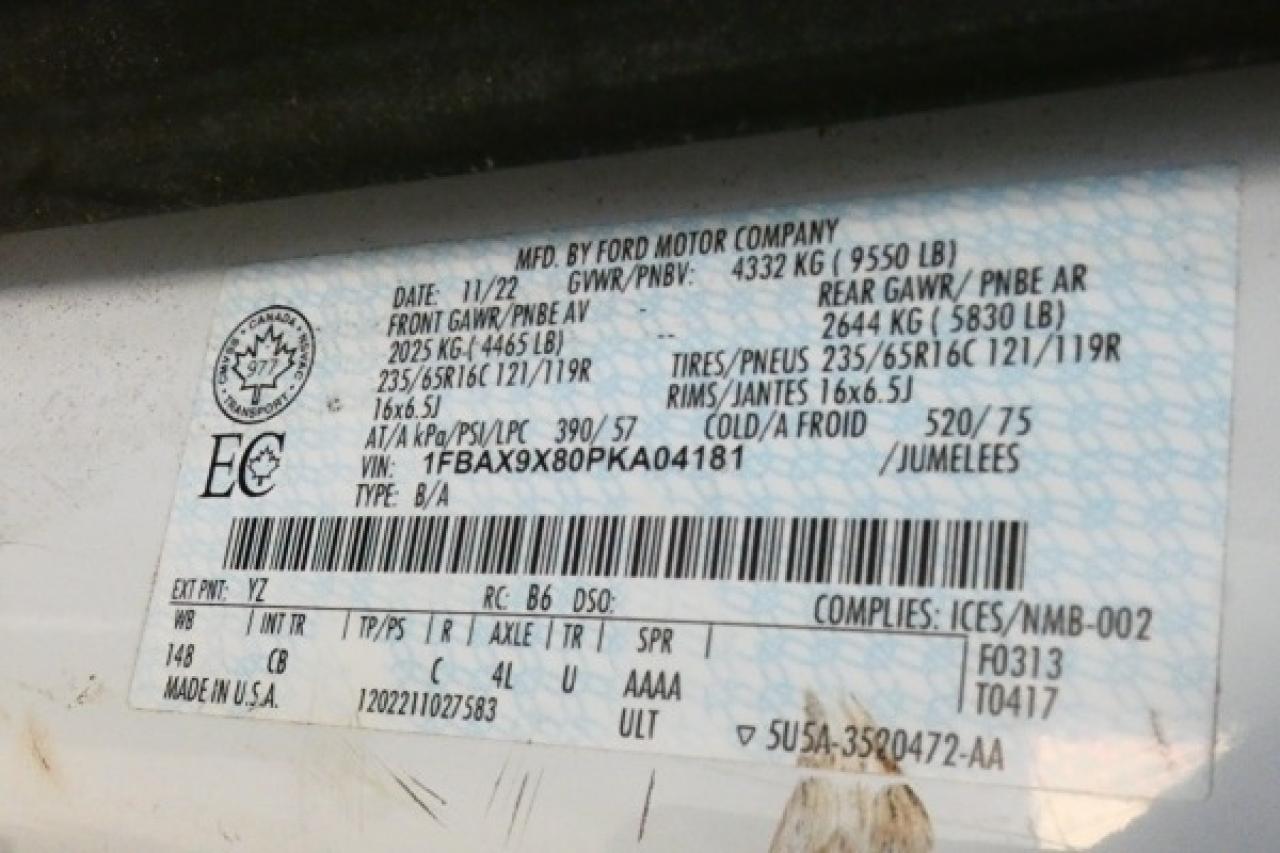 MFD. BY FORD MOTOR COMPANY
DATE: 11/22 GVWR/PNBV: 4332 KG ( 9550 LB)
FRONT GAWR/PNBE AV - REAR GAWR/ PNBE AR
2025 KG ( 4465 LB) -- 2644 KG ( 5830 LB)
235/65R16C 121/119R TIRES/PNEUS 235/65R16C 121/119R
16x6.5J RIMS/JANTES 16x6.5J
AT/A kPa/PSI/LPC 390/ 57 COLD/A FROID 520/ 75
VIN: 1FBAX9X80PKA04181 /JUMELEES
TYPE: B/A
CANADA
977
TRANSPORT
EC
EXT PNT: YZ RC: B6 DSO: COMPLIES: ICES/NMB-002
WB | INT TR | TP/PS | R | AXLE | TR | SPR |
F0313
148 CB C 4L U AAAA
T0417
MADE IN U.S.A. 1202211027583 ULT ▽ 5U5A-3520472-AA